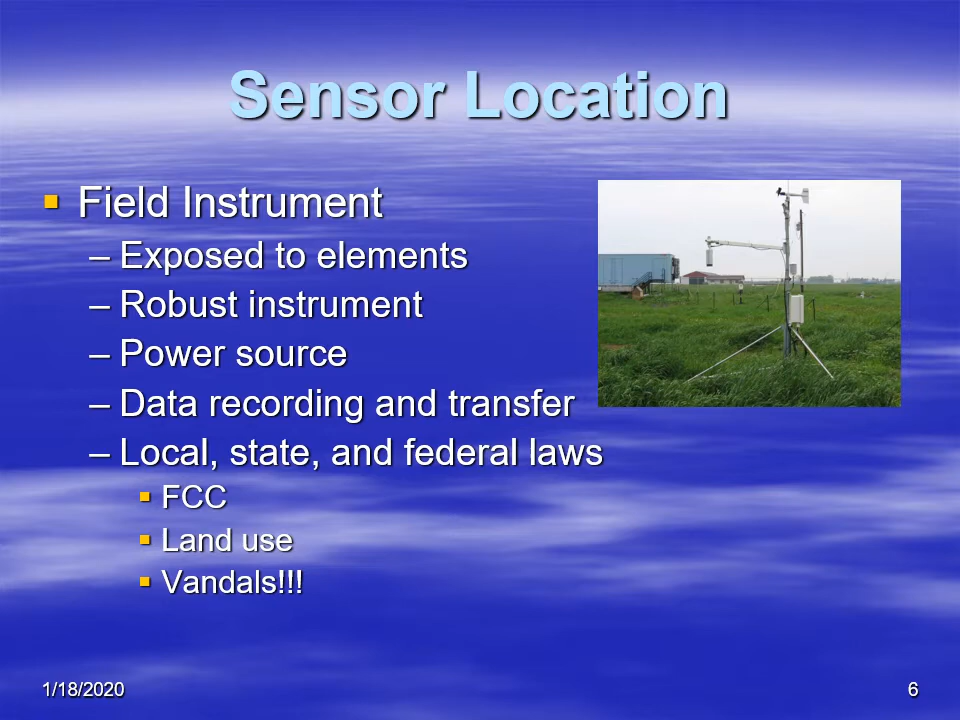 Sensor Location
▪ Field Instrument
– Exposed to elements
– Robust instrument
– Power source
– Data recording and transfer
– Local, state, and federal laws
▪ FCC
▪ Land use
▪ Vandals!!!
1/18/2020
6